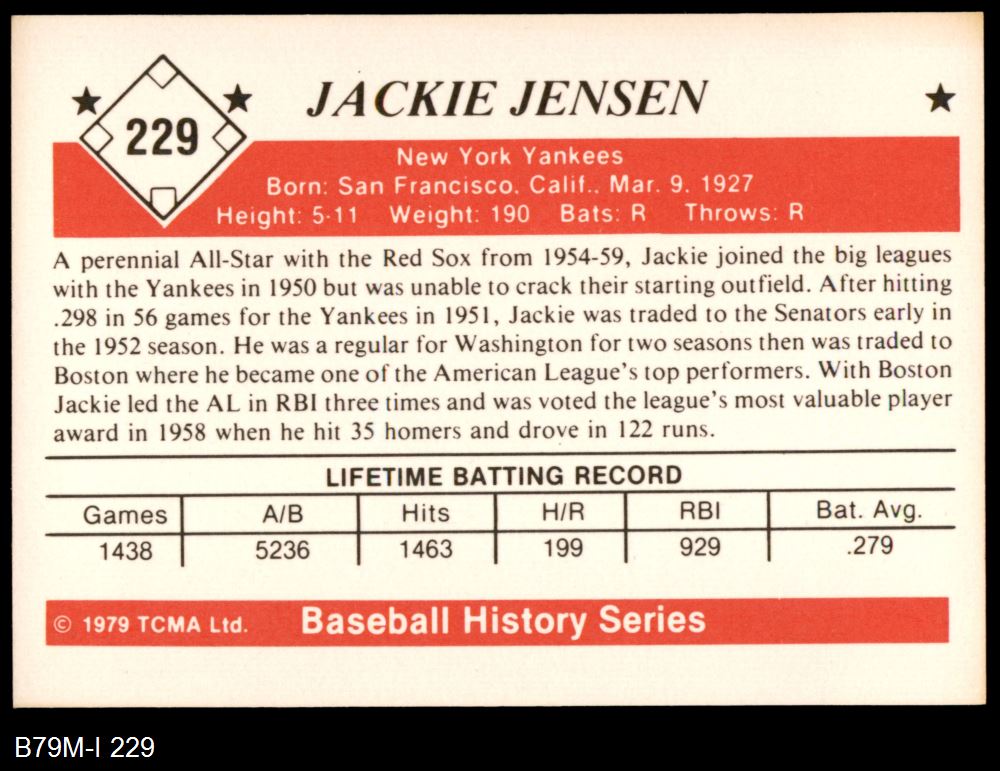 229
JACKIE JENSEN
New York Yankees
Born: San Francisco, Calif., Mar. 9, 1927
Height: 5-11 Weight: 190 Bats: R Throws: R
A perennial All-Star with the Red Sox from 1954-59, Jackie joined the big leagues
with the Yankees in 1950 but was unable to crack their starting outfield. After hitting
.298 in 56 games for the Yankees in 1951, Jackie was traded to the Senators early in
the 1952 season. He was a regular for Washington for two seasons then was traded to
Boston where he became one of the American League's top performers. With Boston
Jackie led the AL in RBI three times and was voted the league's most valuable player
award in 1958 when he hit 35 homers and drove in 122 runs.
LIFETIME BATTING RECORD
Games A/B Hits H/R RBI Bat. Avg.
1438 5236 1463 199 929 .279
© 1979 TCMA Ltd. Baseball History Series
B79M-I 229